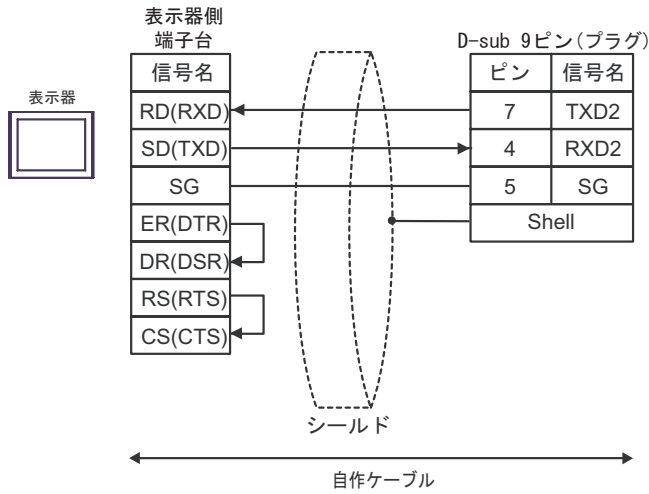 表示器側
端子台
D-sub 9ピン(プラグ)
信号名
ピン 信号名
表示器
RD(RXD)
7 TXD2
SD(TXD)
4 RXD2
SG
5 SG
ER(DTR)
Shell
DR(DSR)
RS(RTS)
CS(CTS)
シールド
自作ケーブル